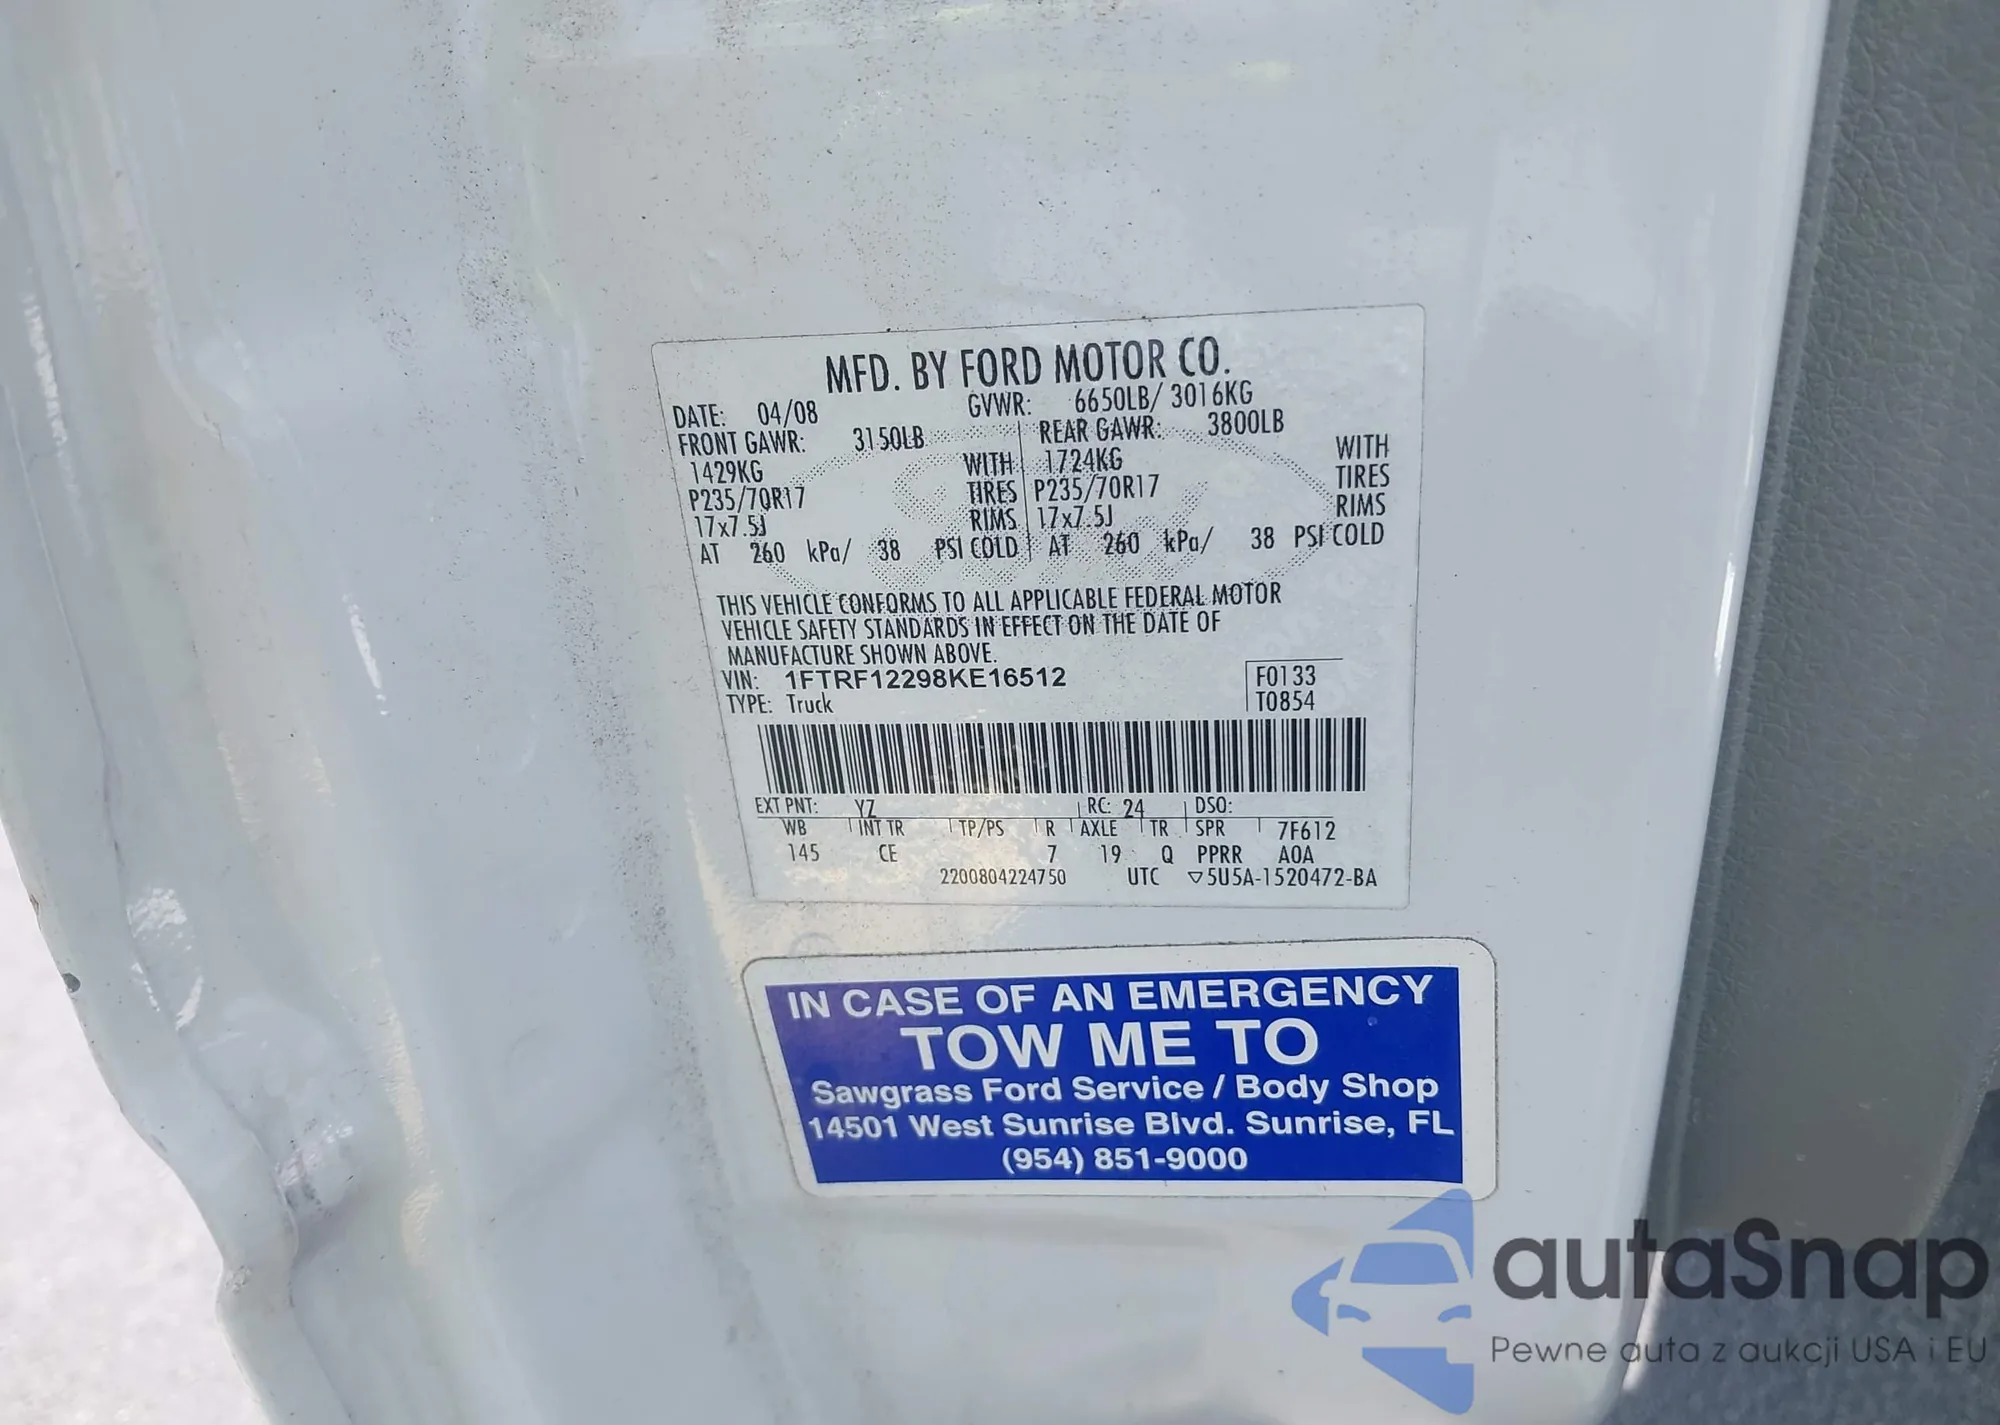 MFD. BY FORD MOTOR CO.
DATE: 04/08 GVWR: 6650LB/ 3016KG
FRONT GAWR: 3150LB REAR GAWR: 3800LB
1429KG WITH 1724KG WITH
P235/70R17 TIRES P235/70R17 TIRES
17x7.5J RIMS 17x7.5J RIMS
AT 260 kPa/ 38 PSI COLD AT 260 kPa/ 38 PSI COLD
THIS VEHICLE CONFORMS TO ALL APPLICABLE FEDERAL MOTOR
VEHICLE SAFETY STANDARDS IN EFFECT ON THE DATE OF
MANUFACTURE SHOWN ABOVE.
VIN: 1FTRF12298KE16512 F0133
TYPE: Truck T0854
EXT PNT: YZ RC: 24 DSO:
WB INT TR TP/PS R AXLE TR SPR 7F612
145 CE 7 19 Q PPRR A0A
2200804224750 UTC ▽5U5A-1520472-BA
IN CASE OF AN EMERGENCY
TOW ME TO
Sawgrass Ford Service / Body Shop
14501 West Sunrise Blvd. Sunrise, FL
(954) 851-9000
autaSnap
Pewne auta z aukcji USA i EU